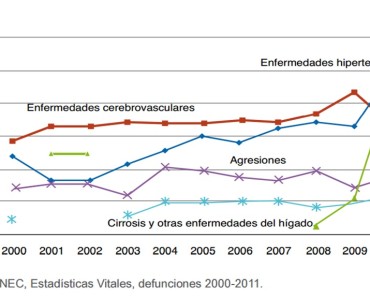 Enfermedades hiperte
Enfermedades cerebrovasculares
Agresiones
Cirrosis y otras enfermedades del hígado
2000 2001 2002 2003 2004 2005 2006 2007 2008 2009
NEC, Estadísticas Vitales, defunciones 2000-2011.